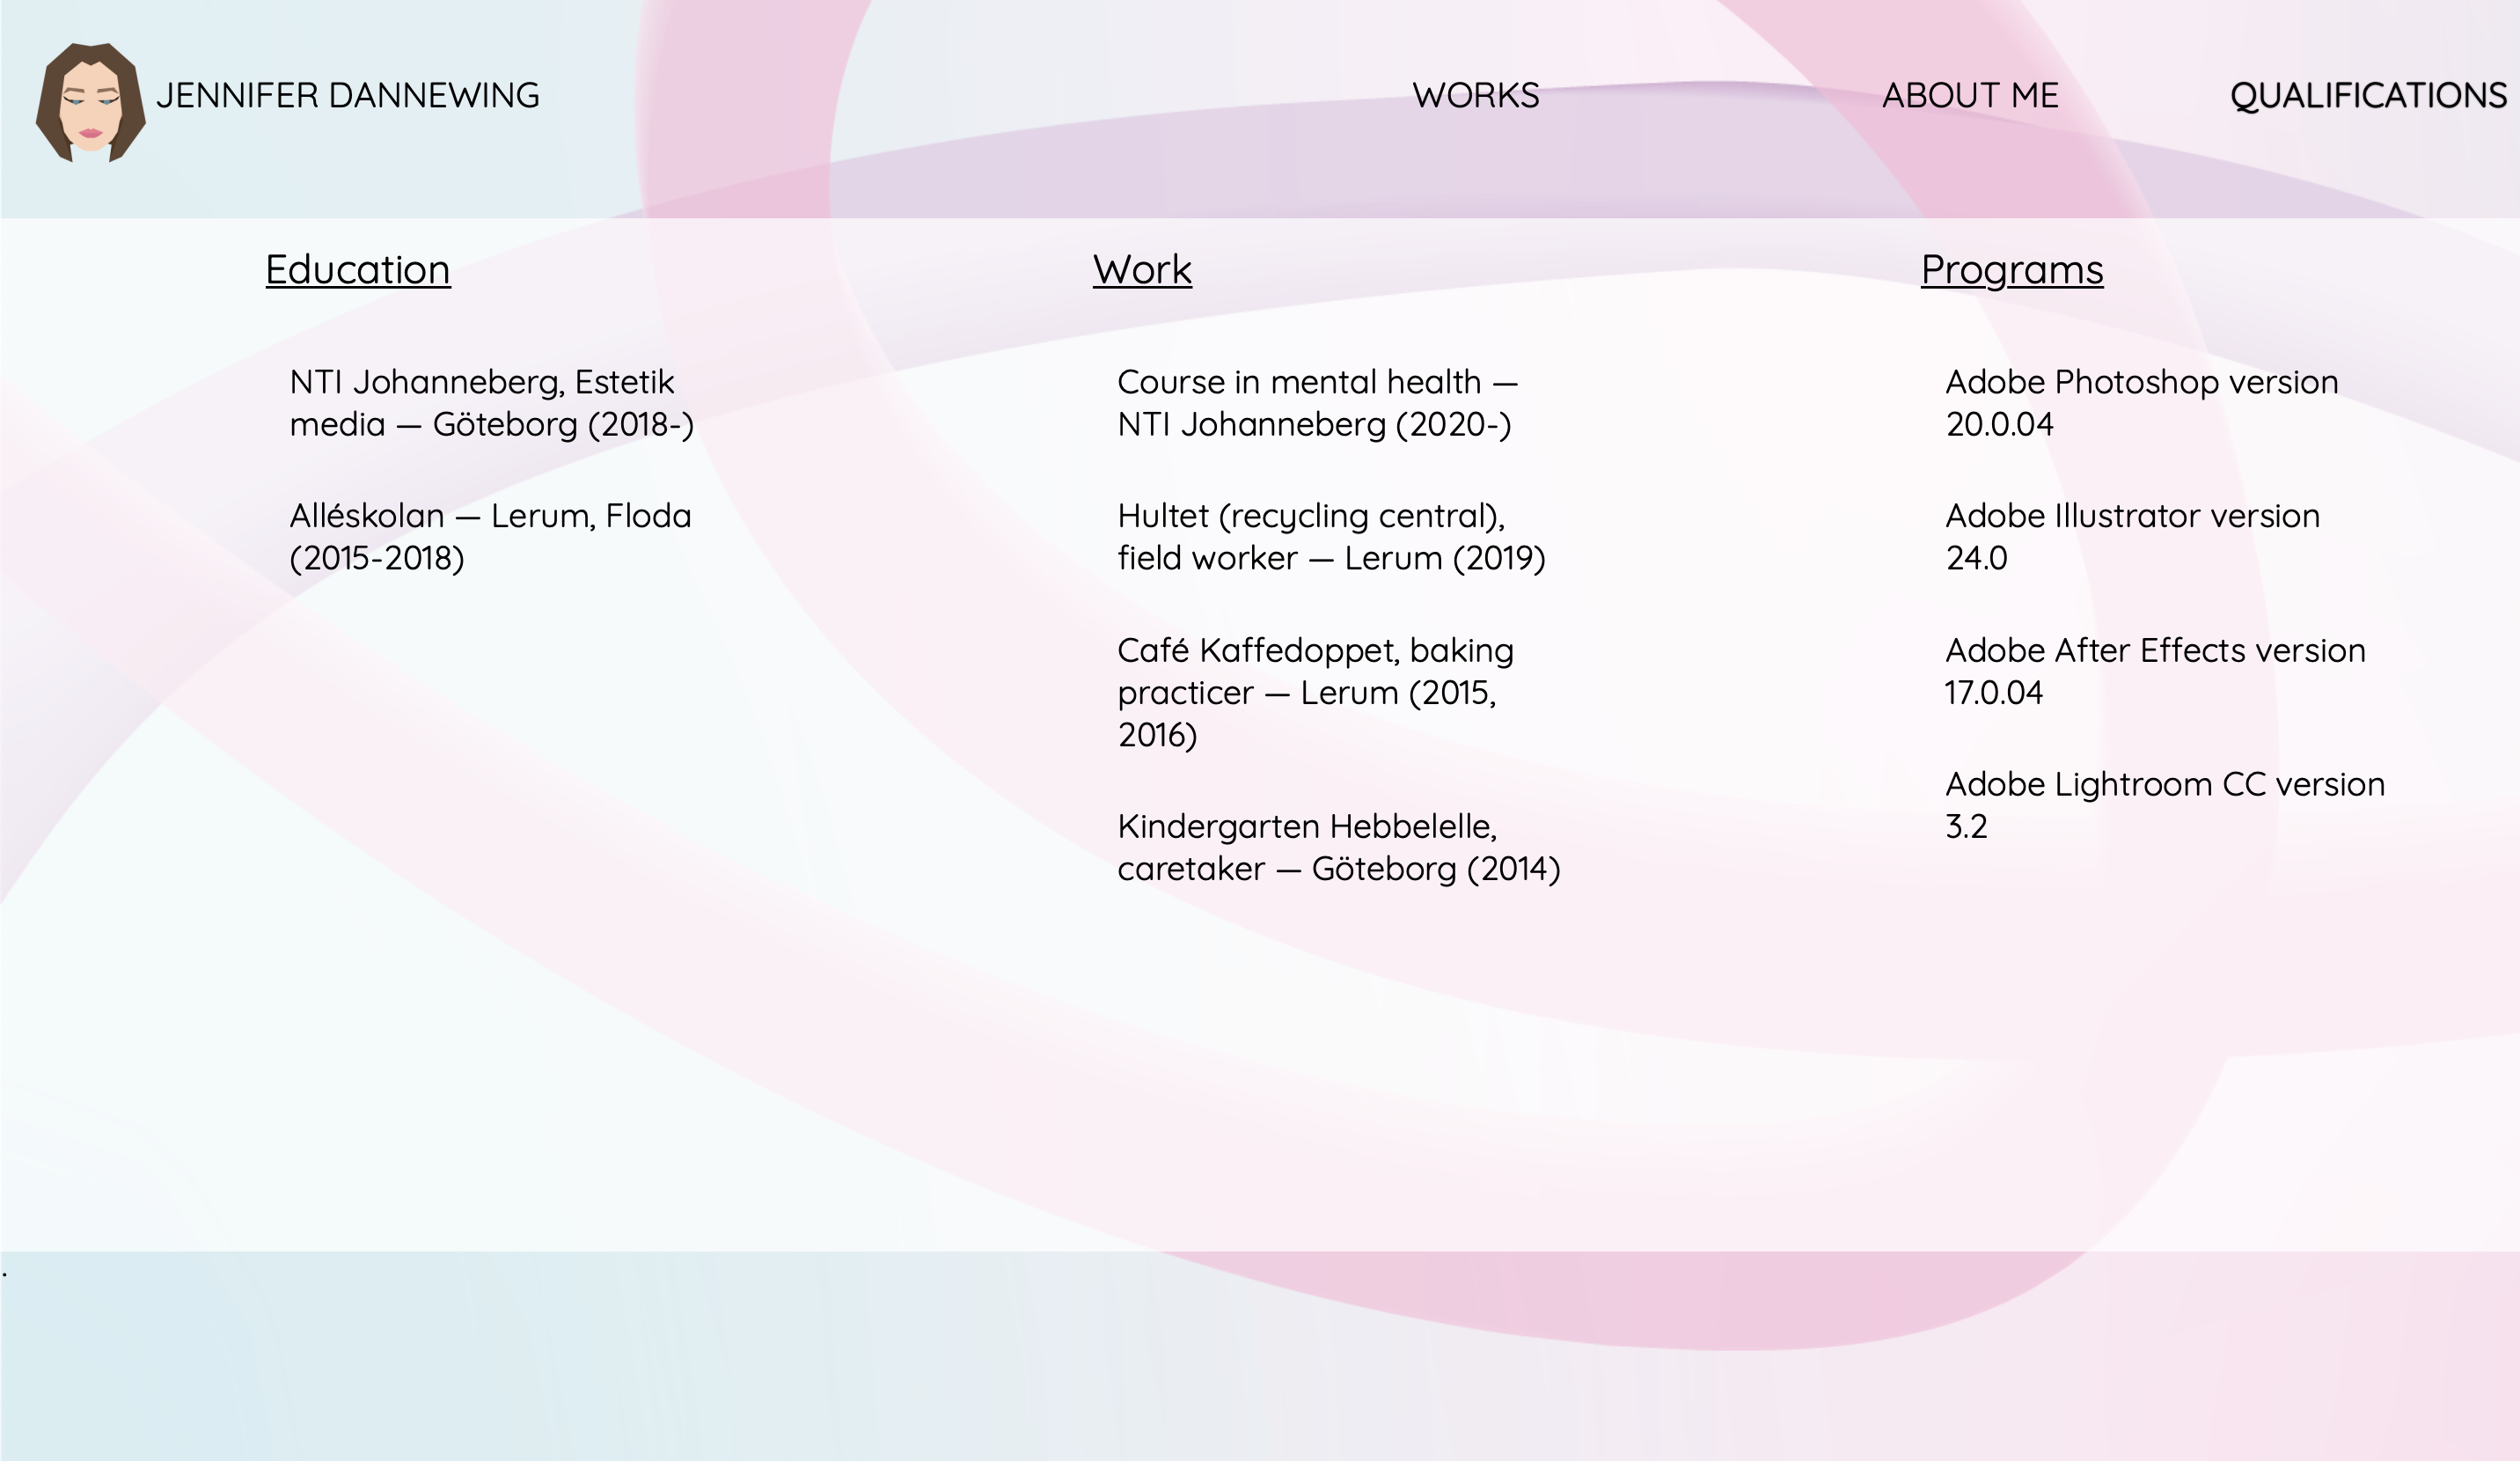 JENNIFER DANNEWING
WORKS
ABOUT ME
QUALIFICATIONS
Education
NTI Johanneberg, Estetik
media — Göteborg (2018-)
Alléskolan — Lerum, Floda
(2015-2018)
Work
Course in mental health —
NTI Johanneberg (2020-)
Hultet (recycling central),
field worker — Lerum (2019)
Café Kaffedoppet, baking
practicer — Lerum (2015,
2016)
Kindergarten Hebbelelle,
caretaker — Göteborg (2014)
Programs
Adobe Photoshop version
20.0.04
Adobe Illustrator version
24.0
Adobe After Effects version
17.0.04
Adobe Lightroom CC version
3.2
.